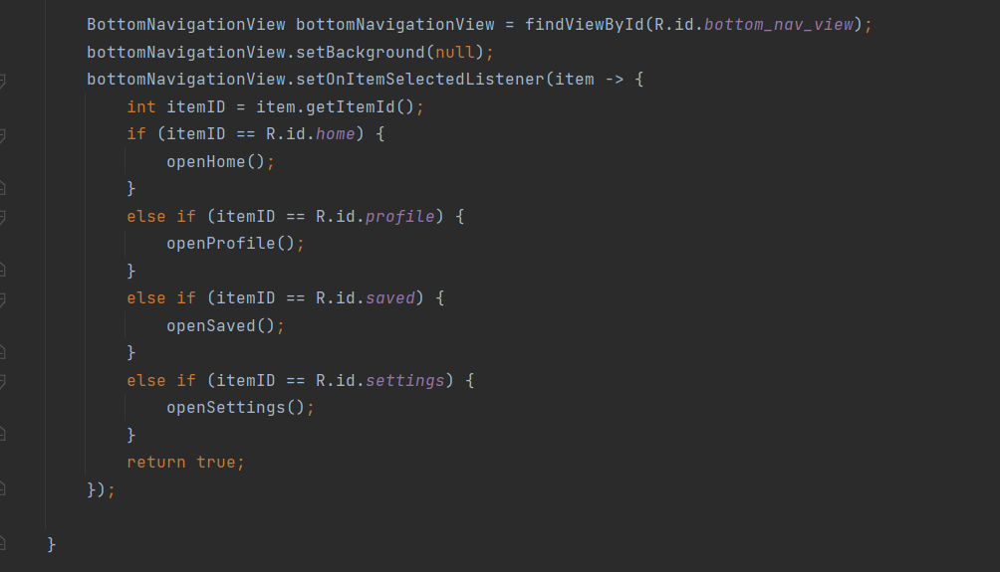 BottomNavigationView bottomNavigationView = findViewById(R.id.bottom_nav_view);
bottomNavigationView.setBackground(null);
bottomNavigationView.setOnItemSelectedListener(item -> {
    int itemID = item.getItemId();
    if (itemID == R.id.home) {
        openHome();
    }
    else if (itemID == R.id.profile) {
        openProfile();
    }
    else if (itemID == R.id.saved) {
        openSaved();
    }
    else if (itemID == R.id.settings) {
        openSettings();
    }
    return true;
});
}